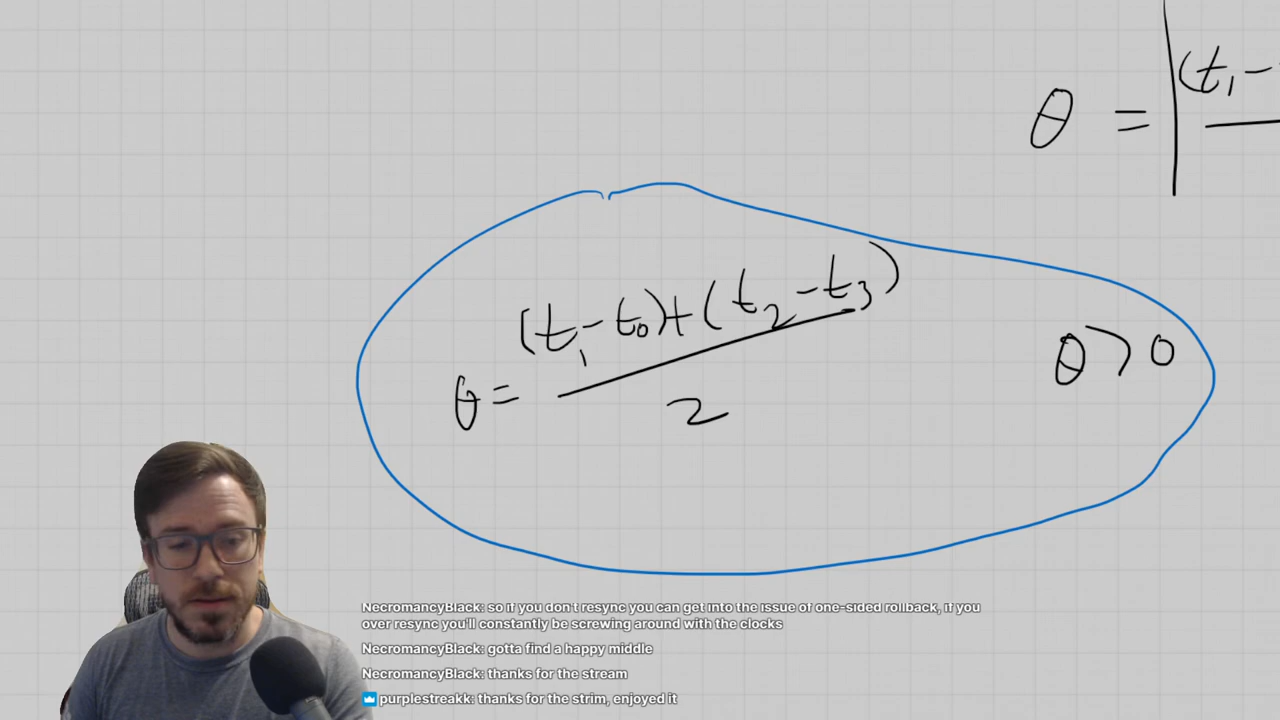 θ = |(t₁-
θ = (t₁-t₀)+(t₂-t₃)
2
θ > 0
NecromancyBlack: so if you don't resync you can get into the issue of one-sided rollback, if you
over resync you'll constantly be screwing around with the clocks
NecromancyBlack: gotta find a happy middle
NecromancyBlack: thanks for the stream
purplestreakk: thanks for the strim, enjoyed it